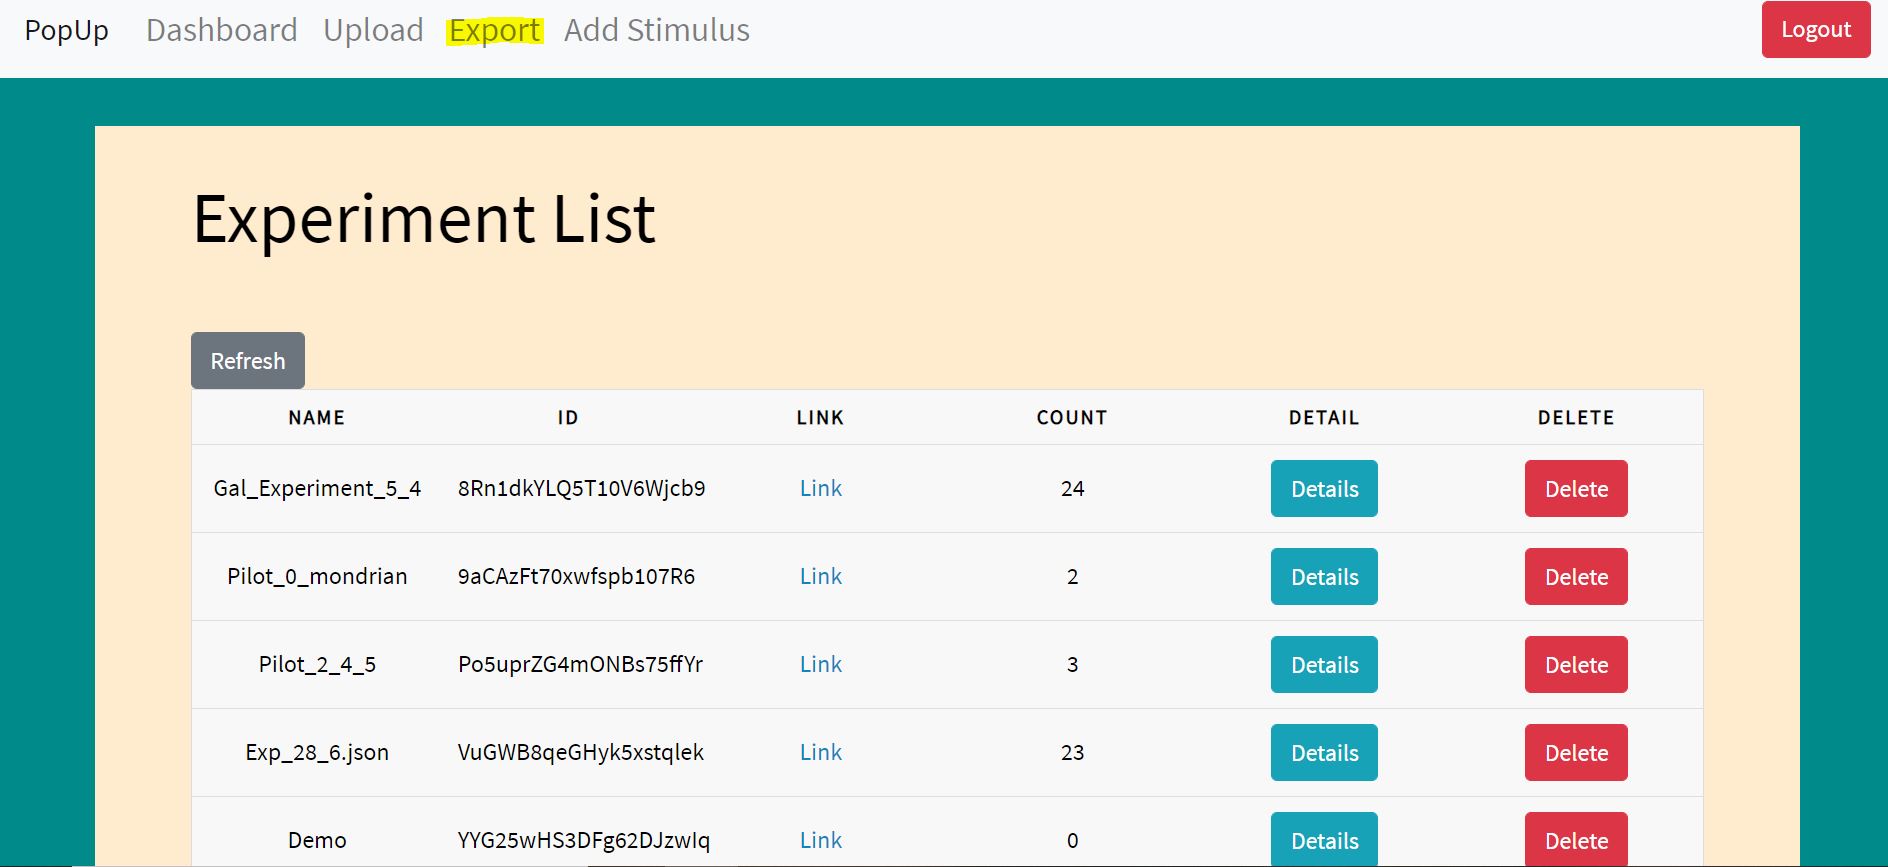 PopUp Dashboard Upload Export Add Stimulus Logout
Experiment List
Refresh
NAME ID LINK COUNT DETAIL DELETE
Gal_Experiment_5_4 8Rn1dkYLQ5T10V6Wjcb9 Link 24 Details Delete
Pilot_0_mondrian 9aCAzFt70xwfspb107R6 Link 2 Details Delete
Pilot_2_4_5 Po5uprZG4mONBs75ffYr Link 3 Details Delete
Exp_28_6.json VuGWB8qeGHyk5xstqlek Link 23 Details Delete
Demo YYG25wHS3DFg62DJzwIq Link 0 Details Delete